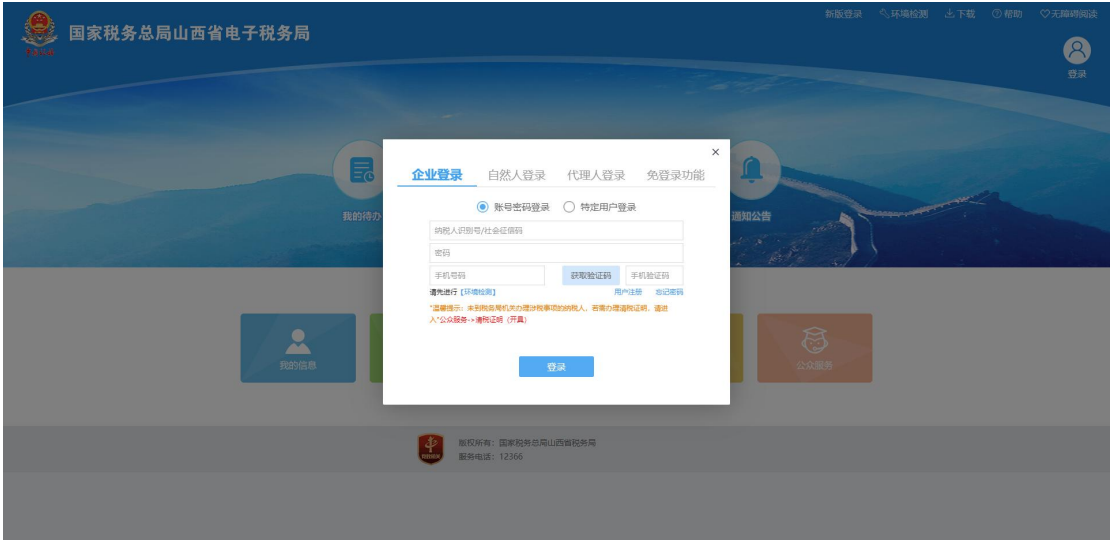 新版登录 环境检测 下载 帮助 无障碍阅读
国家税务总局山西省电子税务局
登录
我的待办
通知公告
×
企业登录 自然人登录 代理人登录 免登录功能
账号密码登录 特定用户登录
纳税人识别号/社会征信码
密码
手机号码 获取验证码 手机验证码
请先进行【环境检测】 用户注册 忘记密码
*温馨提示：未到税务局机关办理涉税事项的纳税人，若需办理清税证明，请进
入"公众服务->清税证明（开具）
登录
我的信息
公众服务
版权所有：国家税务总局山西省税务局
服务电话：12366